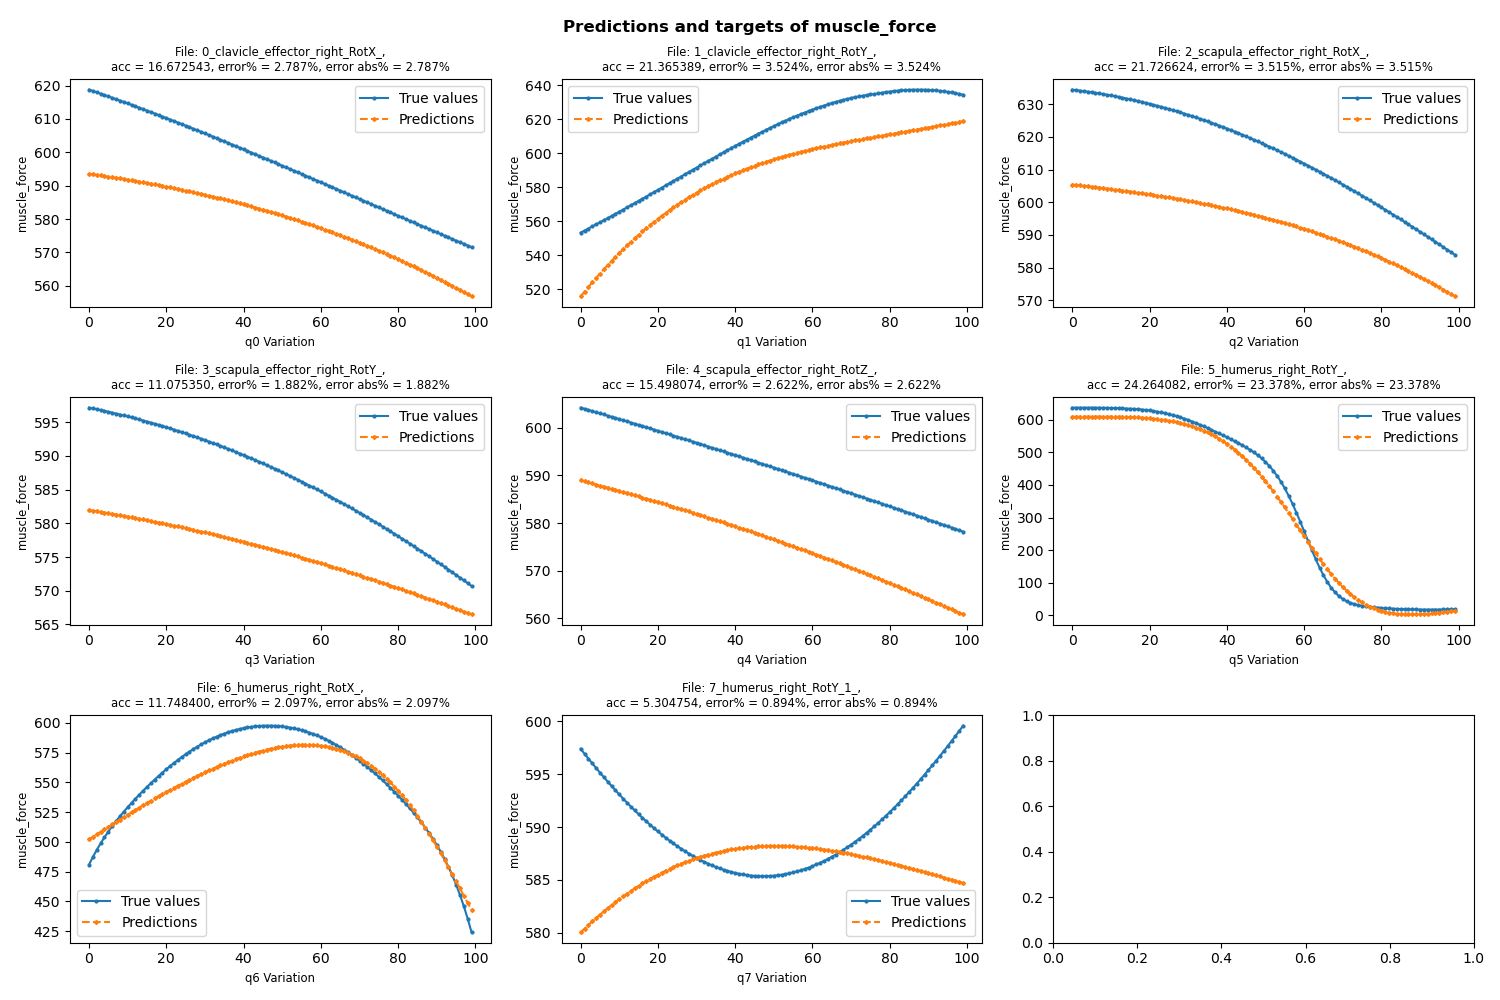 Predictions and targets of muscle_force
File: 0_clavicle_effector_right_RotX_,
acc = 16.672543, error% = 2.787%, error abs% = 2.787%
620
610
600
590
580
570
560
muscle_force
True values
Predictions
0 20 40 60 80 100
q0 Variation
File: 1_clavicle_effector_right_RotY_,
acc = 21.365389, error% = 3.524%, error abs% = 3.524%
640
620
600
580
560
540
520
muscle_force
True values
Predictions
0 20 40 60 80 100
q1 Variation
File: 2_scapula_effector_right_RotX_,
acc = 21.726624, error% = 3.515%, error abs% = 3.515%
630
620
610
600
590
580
570
muscle_force
True values
Predictions
0 20 40 60 80 100
q2 Variation
File: 3_scapula_effector_right_RotY_,
acc = 11.075350, error% = 1.882%, error abs% = 1.882%
595
590
585
580
575
570
565
muscle_force
True values
Predictions
0 20 40 60 80 100
q3 Variation
File: 4_scapula_effector_right_RotZ_,
acc = 15.498074, error% = 2.622%, error abs% = 2.622%
600
590
580
570
560
muscle_force
True values
Predictions
0 20 40 60 80 100
q4 Variation
File: 5_humerus_right_RotY_,
acc = 24.264082, error% = 23.378%, error abs% = 23.378%
600
500
400
300
200
100
0
muscle_force
True values
Predictions
0 20 40 60 80 100
q5 Variation
File: 6_humerus_right_RotX_,
acc = 11.748400, error% = 2.097%, error abs% = 2.097%
600
575
550
525
500
475
450
425
muscle_force
True values
Predictions
0 20 40 60 80 100
q6 Variation
File: 7_humerus_right_RotY_1_,
acc = 5.304754, error% = 0.894%, error abs% = 0.894%
600
595
590
585
580
muscle_force
True values
Predictions
0 20 40 60 80 100
q7 Variation
1.0
0.8
0.6
0.4
0.2
0.0
0.0 0.2 0.4 0.6 0.8 1.0